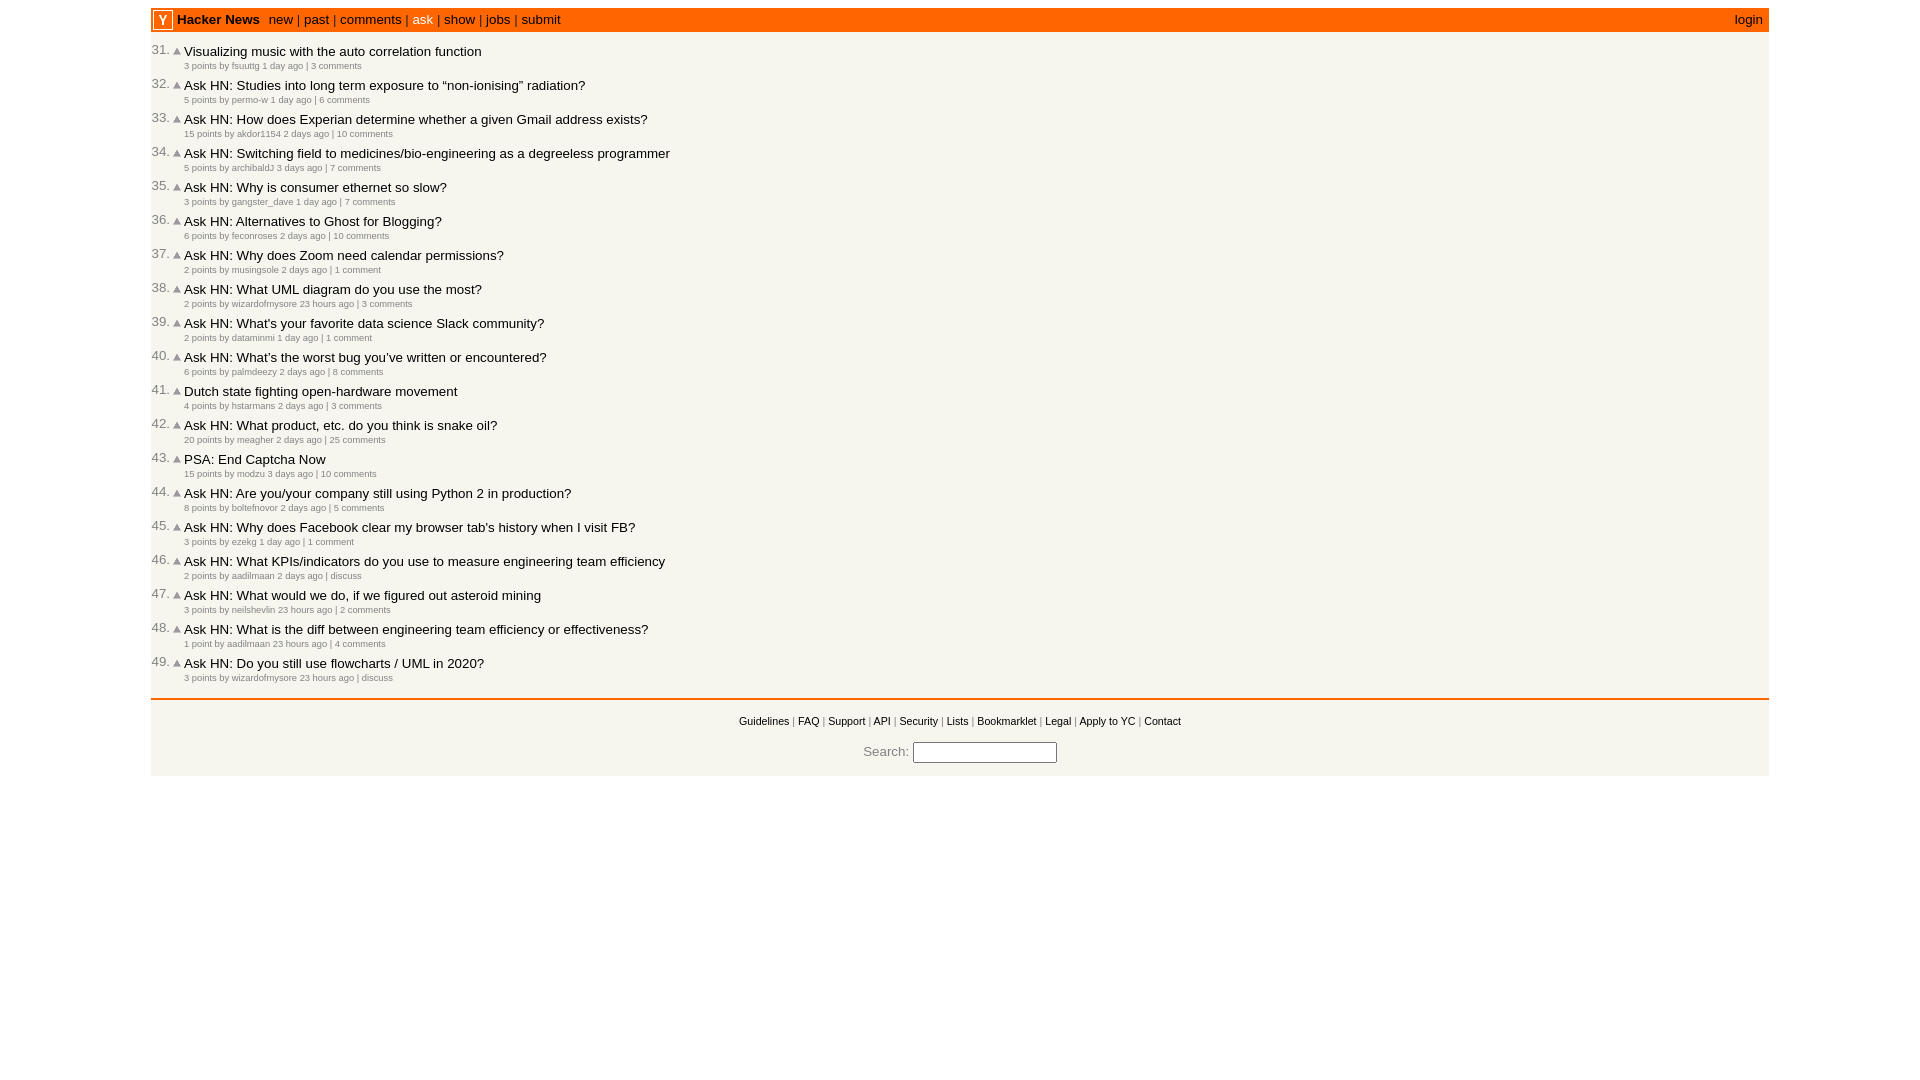 Y Hacker News new | past | comments | ask | show | jobs | submit login
31. Visualizing music with the auto correlation function
3 points by fsuuttg 1 day ago | 3 comments
32. Ask HN: Studies into long term exposure to “non-ionising” radiation?
5 points by permo-w 1 day ago | 6 comments
33. Ask HN: How does Experian determine whether a given Gmail address exists?
15 points by akdor1154 2 days ago | 10 comments
34. Ask HN: Switching field to medicines/bio-engineering as a degreeless programmer
5 points by archibaldJ 3 days ago | 7 comments
35. Ask HN: Why is consumer ethernet so slow?
3 points by gangster_dave 1 day ago | 7 comments
36. Ask HN: Alternatives to Ghost for Blogging?
6 points by feconroses 2 days ago | 10 comments
37. Ask HN: Why does Zoom need calendar permissions?
2 points by musingsole 2 days ago | 1 comment
38. Ask HN: What UML diagram do you use the most?
2 points by wizardofmysore 23 hours ago | 3 comments
39. Ask HN: What's your favorite data science Slack community?
2 points by dataminmi 1 day ago | 1 comment
40. Ask HN: What’s the worst bug you’ve written or encountered?
6 points by palmdeezy 2 days ago | 8 comments
41. Dutch state fighting open-hardware movement
4 points by hstarmans 2 days ago | 3 comments
42. Ask HN: What product, etc. do you think is snake oil?
20 points by meagher 2 days ago | 25 comments
43. PSA: End Captcha Now
15 points by modzu 3 days ago | 10 comments
44. Ask HN: Are you/your company still using Python 2 in production?
8 points by boltefnovor 2 days ago | 5 comments
45. Ask HN: Why does Facebook clear my browser tab's history when I visit FB?
3 points by ezekg 1 day ago | 1 comment
46. Ask HN: What KPIs/indicators do you use to measure engineering team efficiency
2 points by aadilmaan 2 days ago | discuss
47. Ask HN: What would we do, if we figured out asteroid mining
3 points by neilshevlin 23 hours ago | 2 comments
48. Ask HN: What is the diff between engineering team efficiency or effectiveness?
1 point by aadilmaan 23 hours ago | 4 comments
49. Ask HN: Do you still use flowcharts / UML in 2020?
3 points by wizardofmysore 23 hours ago | discuss
Guidelines | FAQ | Support | API | Security | Lists | Bookmarklet | Legal | Apply to YC | Contact
Search: